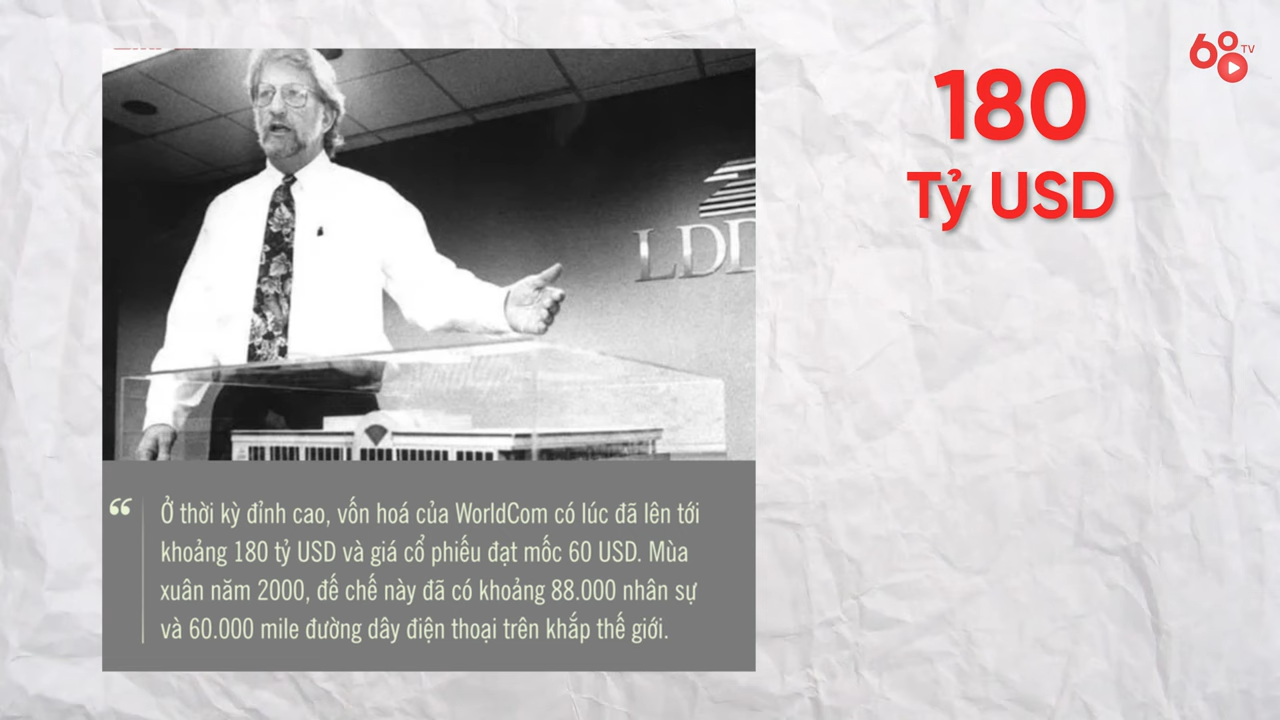 68
TV
180
Tỷ USD
LDD
“ Ở thời kỳ đỉnh cao, vốn hoá của WorldCom có lúc đã lên tới
khoảng 180 tỷ USD và giá cổ phiếu đạt mốc 60 USD. Mùa
xuân năm 2000, đế chế này đã có khoảng 88.000 nhân sự
và 60.000 mile đường dây điện thoại trên khắp thế giới.